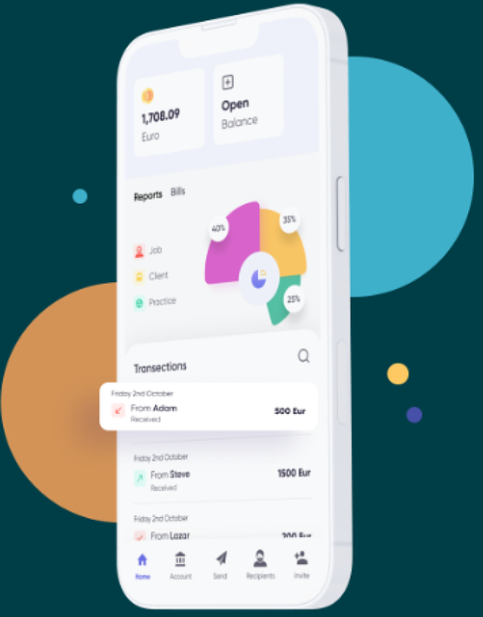 1,708.09
Euro
Open
Balance
Reports Bills
40%
35%
Job
Client
Practice
25%
Transections
Friday 2nd October
From Adam
500 Eur
Received
Friday 2nd October
From Steve
1500 Eur
Received
Friday 2nd October
From Lazar
200 Eur
Home Account Send Recipients Invite